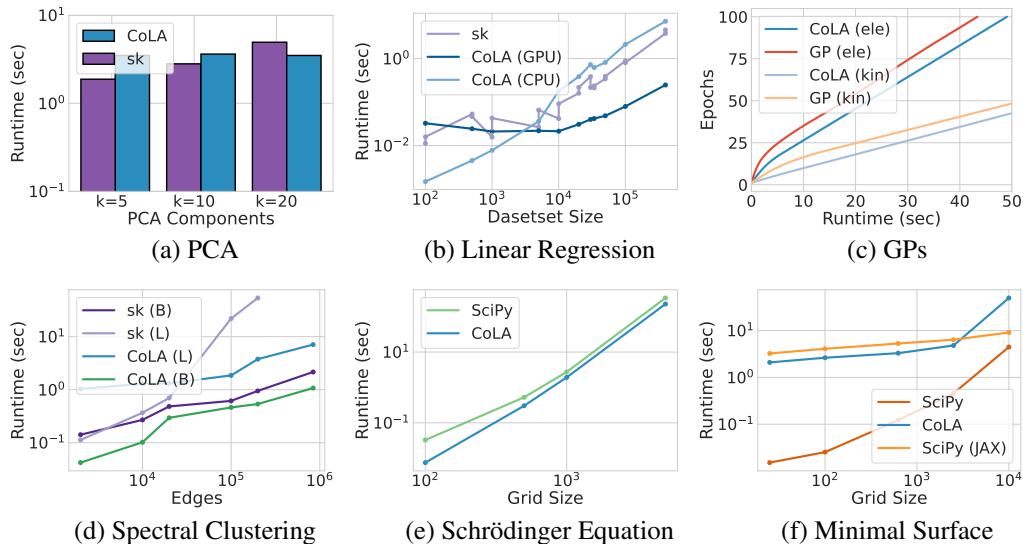 10^1
10^0
10^-1
Runtime (sec)
CoLA
sk
k=5
k=10
k=20
PCA Components
(a) PCA
10^0
10^-2
Runtime (sec)
sk
CoLA (GPU)
CoLA (CPU)
10^2
10^3
10^4
10^5
Dasetset Size
(b) Linear Regression
100
75
50
25
0
Epochs
CoLA (ele)
GP (ele)
CoLA (kin)
GP (kin)
0
10
20
30
40
50
Runtime (sec)
(c) GPs
10^1
10^0
10^-1
Runtime (sec)
sk (B)
sk (L)
CoLA (L)
CoLA (B)
10^4
10^5
10^6
Edges
(d) Spectral Clustering
10^1
10^-1
Runtime (sec)
SciPy
CoLA
10^2
10^3
Grid Size
(e) Schrödinger Equation
10^1
10^0
10^-1
Runtime (sec)
SciPy
CoLA
SciPy (JAX)
10^2
10^3
10^4
Grid Size
(f) Minimal Surface